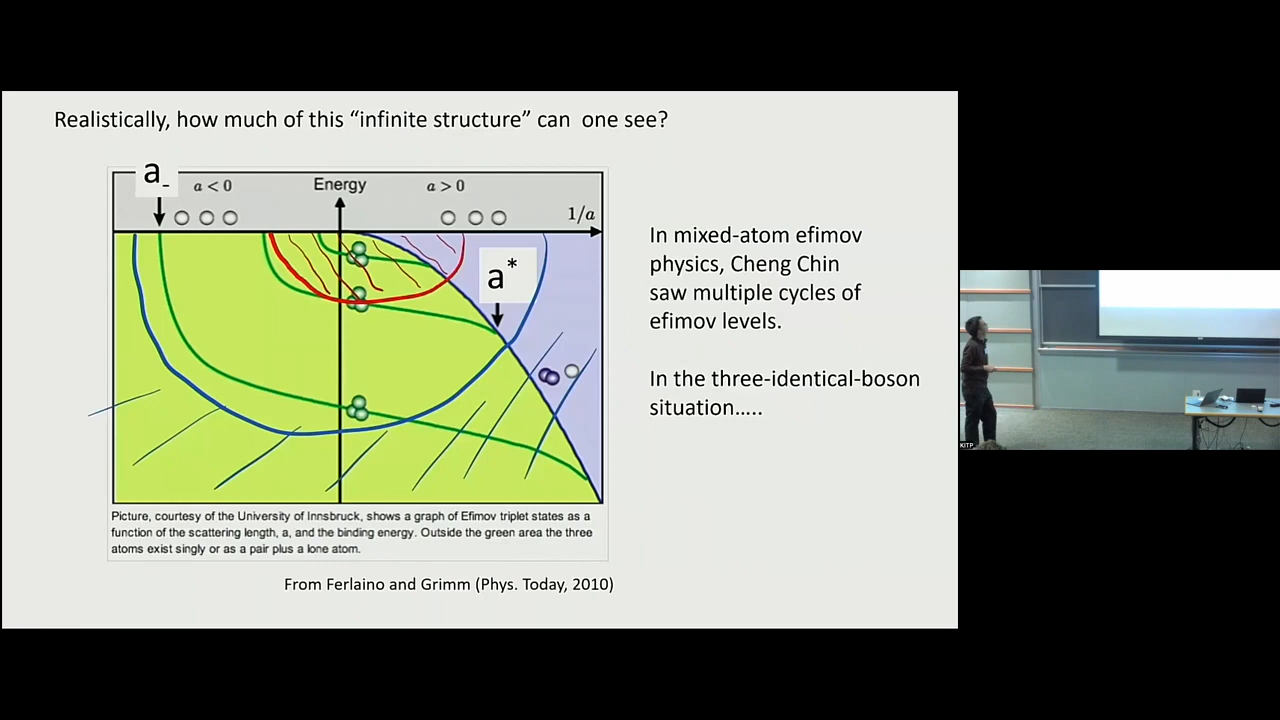 Realistically, how much of this “infinite structure” can one see?
a-
a < 0
Energy
a > 0
1/a
a*
In mixed-atom efimov
physics, Cheng Chin
saw multiple cycles of
efimov levels.
In the three-identical-boson
situation…..
Picture, courtesy of the University of Innsbruck, shows a graph of Efimov triplet states as a
function of the scattering length, a, and the binding energy. Outside the green area the three
atoms exist singly or as a pair plus a lone atom.
From Ferlaino and Grimm (Phys. Today, 2010)
KITP